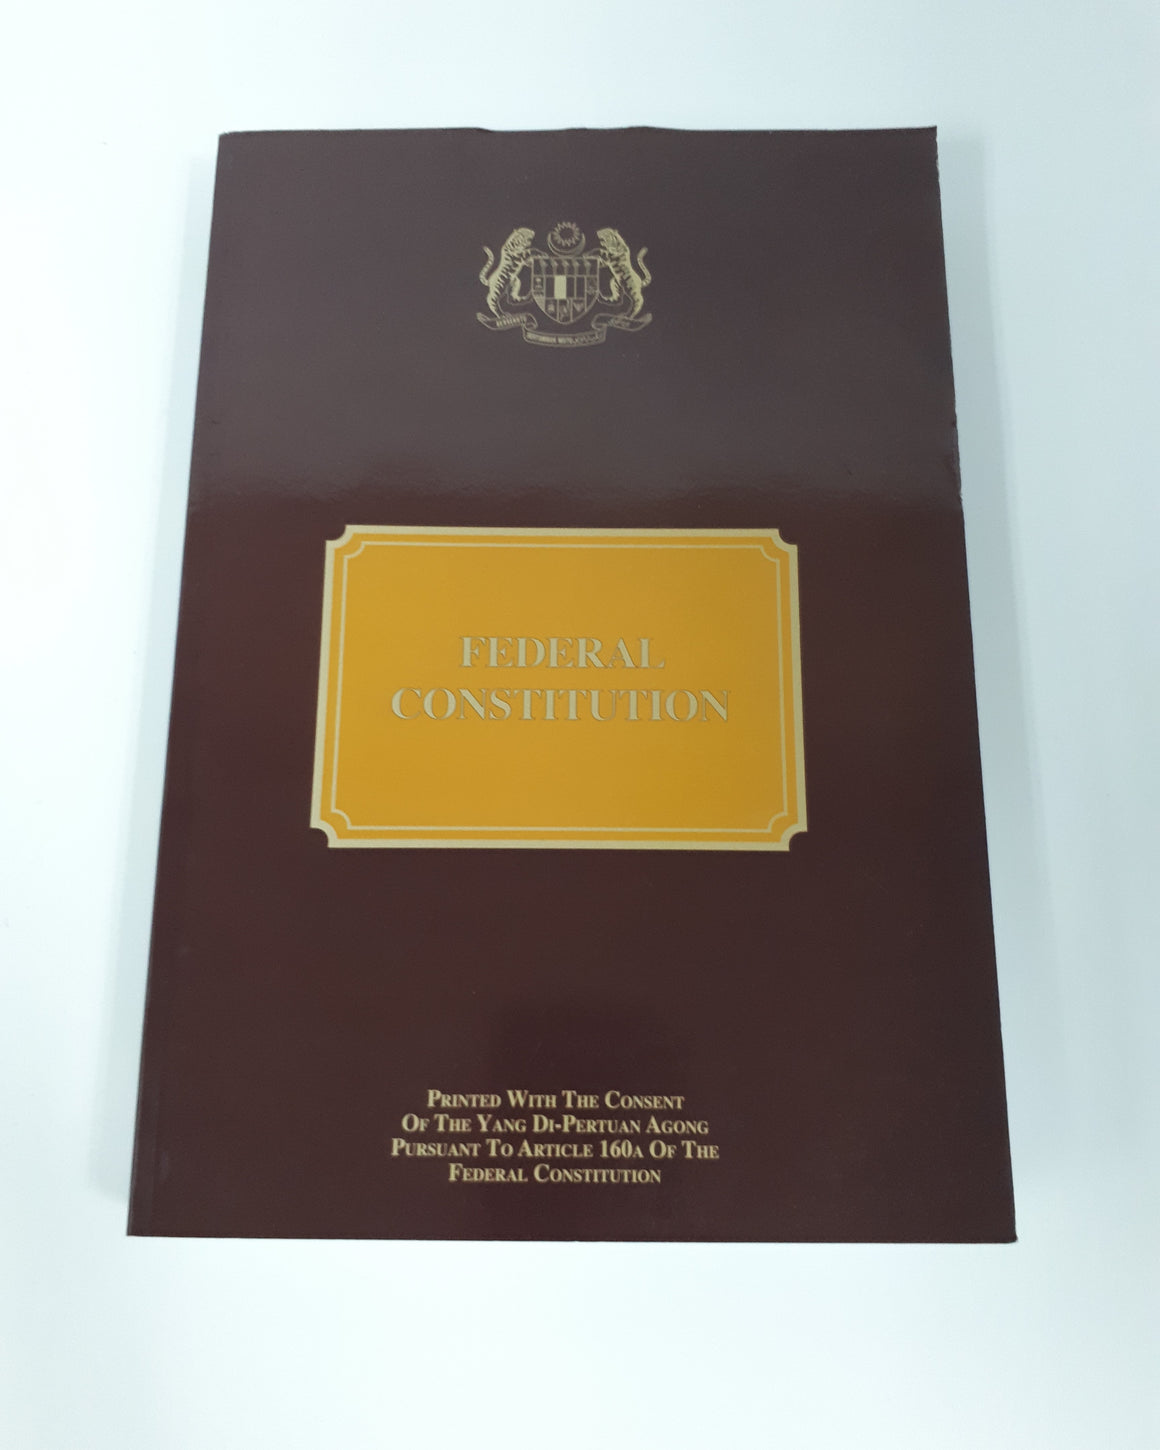 FEDERAL
CONSTITUTION
PRINTED WITH THE CONSENT
OF THE YANG DI-PERTUAN AGONG
PURSUANT TO ARTICLE 160A OF THE
FEDERAL CONSTITUTION